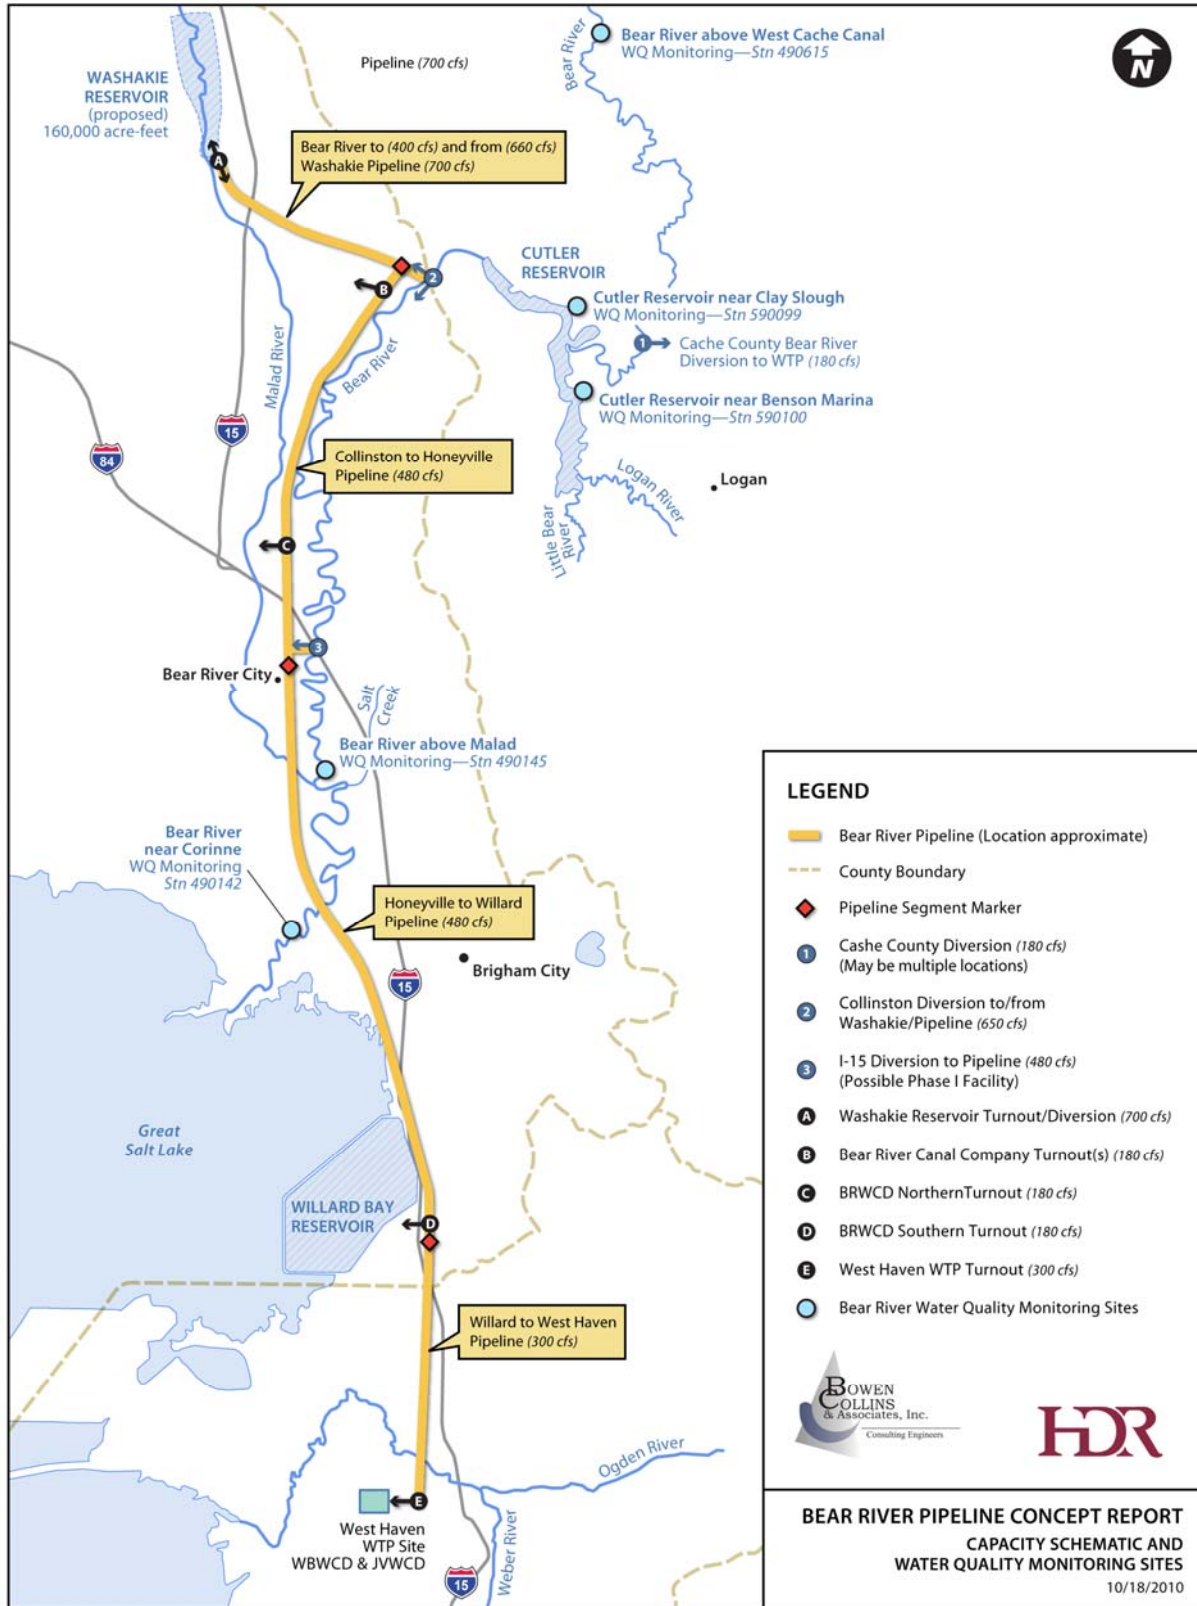 Bear River above West Cache Canal
WQ Monitoring—Stn 490615
Bear River
N
Pipeline (700 cfs)
WASHAKIE
RESERVOIR
(proposed)
160,000 acre-feet
A
Bear River to (400 cfs) and from (660 cfs)
Washakie Pipeline (700 cfs)
2
B
CUTLER
RESERVOIR
Cutler Reservoir near Clay Slough
WQ Monitoring—Stn 590099
1
Cache County Bear River
Diversion to WTP (180 cfs)
Cutler Reservoir near Benson Marina
WQ Monitoring—Stn 590100
Malad River
Bear River
15
84
Collinston to Honeyville
Pipeline (480 cfs)
Logan River
Logan
Little Bear
River
C
3
Bear River City
Salt
Creek
Bear River above Malad
WQ Monitoring—Stn 490145
Bear River
near Corinne
WQ Monitoring
Stn 490142
Honeyville to Willard
Pipeline (480 cfs)
Brigham City
15
Great
Salt Lake
WILLARD BAY
RESERVOIR
D
Willard to West Haven
Pipeline (300 cfs)
Ogden River
E
West Haven
WTP Site
WBWCD & JVWCD
Weber River
15
LEGEND
Bear River Pipeline (Location approximate)
County Boundary
Pipeline Segment Marker
1 Cashe County Diversion (180 cfs)
(May be multiple locations)
2 Collinston Diversion to/from
Washakie/Pipeline (650 cfs)
3 I-15 Diversion to Pipeline (480 cfs)
(Possible Phase I Facility)
A Washakie Reservoir Turnout/Diversion (700 cfs)
B Bear River Canal Company Turnout(s) (180 cfs)
C BRWCD NorthernTurnout (180 cfs)
D BRWCD Southern Turnout (180 cfs)
E West Haven WTP Turnout (300 cfs)
Bear River Water Quality Monitoring Sites
BOWEN
COLLINS
& Associates, Inc.
Consulting Engineers
HDR
BEAR RIVER PIPELINE CONCEPT REPORT
CAPACITY SCHEMATIC AND
WATER QUALITY MONITORING SITES
10/18/2010